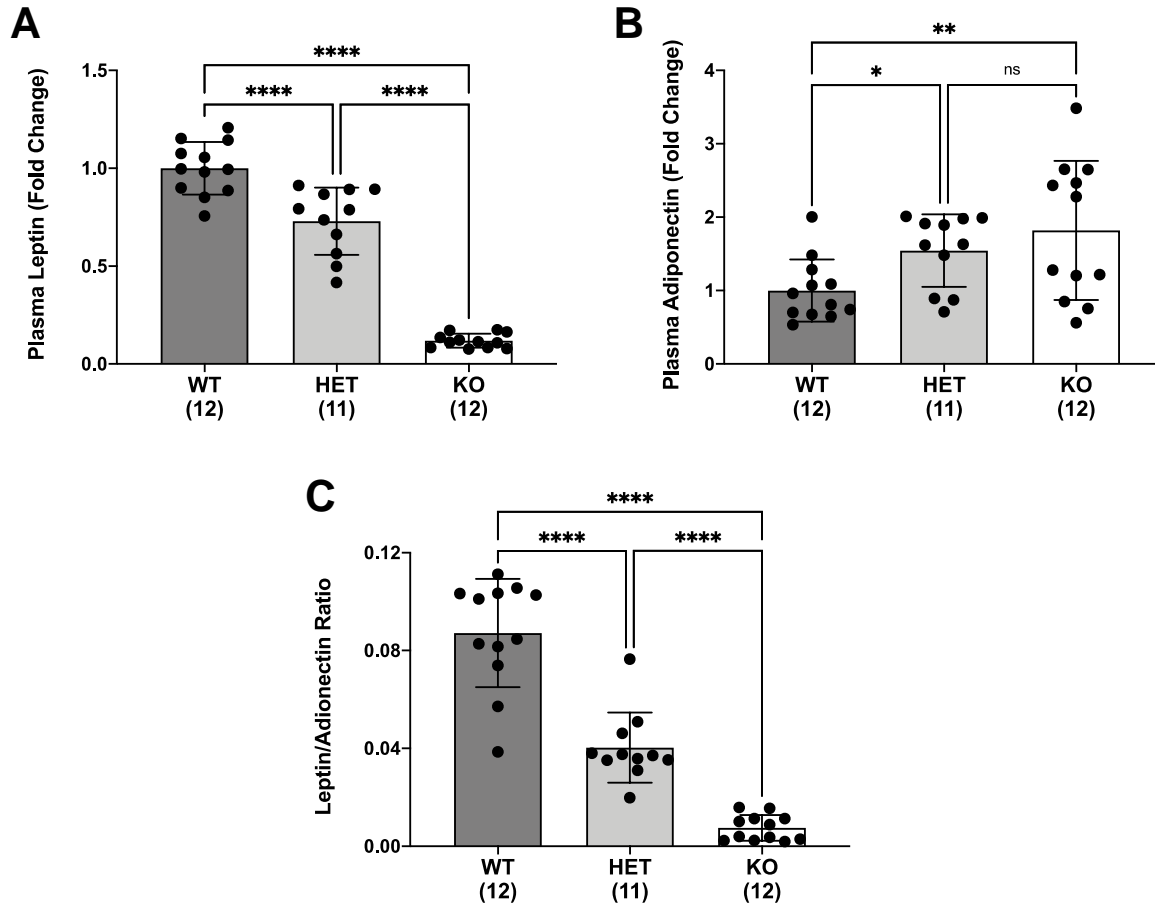 A
B
****
****
****
Plasma Leptin (Fold Change)
1.5
1.0
0.5
0.0
WT
HET
KO
(12)
(11)
(12)
**
*
ns
Plasma Adiponectin (Fold Change)
4
3
2
1
0
WT
HET
KO
(12)
(11)
(12)
C
****
****
****
Leptin/Adionectin Ratio
0.12
0.08
0.04
0.00
WT
HET
KO
(12)
(11)
(12)